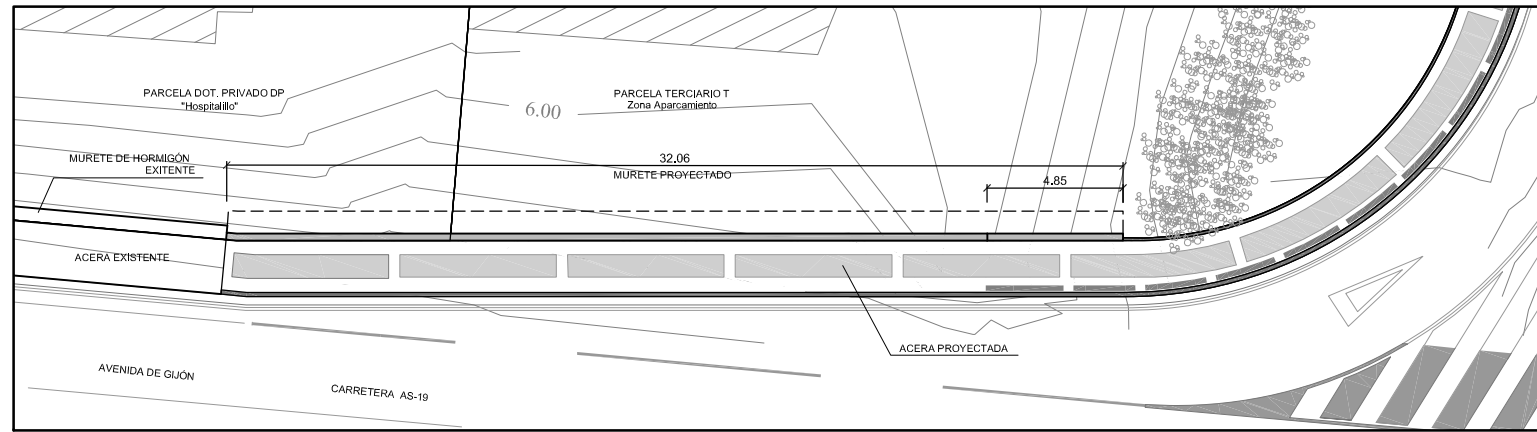 PARCELA DOT. PRIVADO DP
"Hospitalillo"
6.00
PARCELA TERCIARIO T
Zona Aparcamiento
MURETE DE HORMIGÓN
EXITENTE
32.06
MURETE PROYECTADO
4.85
ACERA EXISTENTE
ACERA PROYECTADA
AVENIDA DE GIJÓN
CARRETERA AS-19